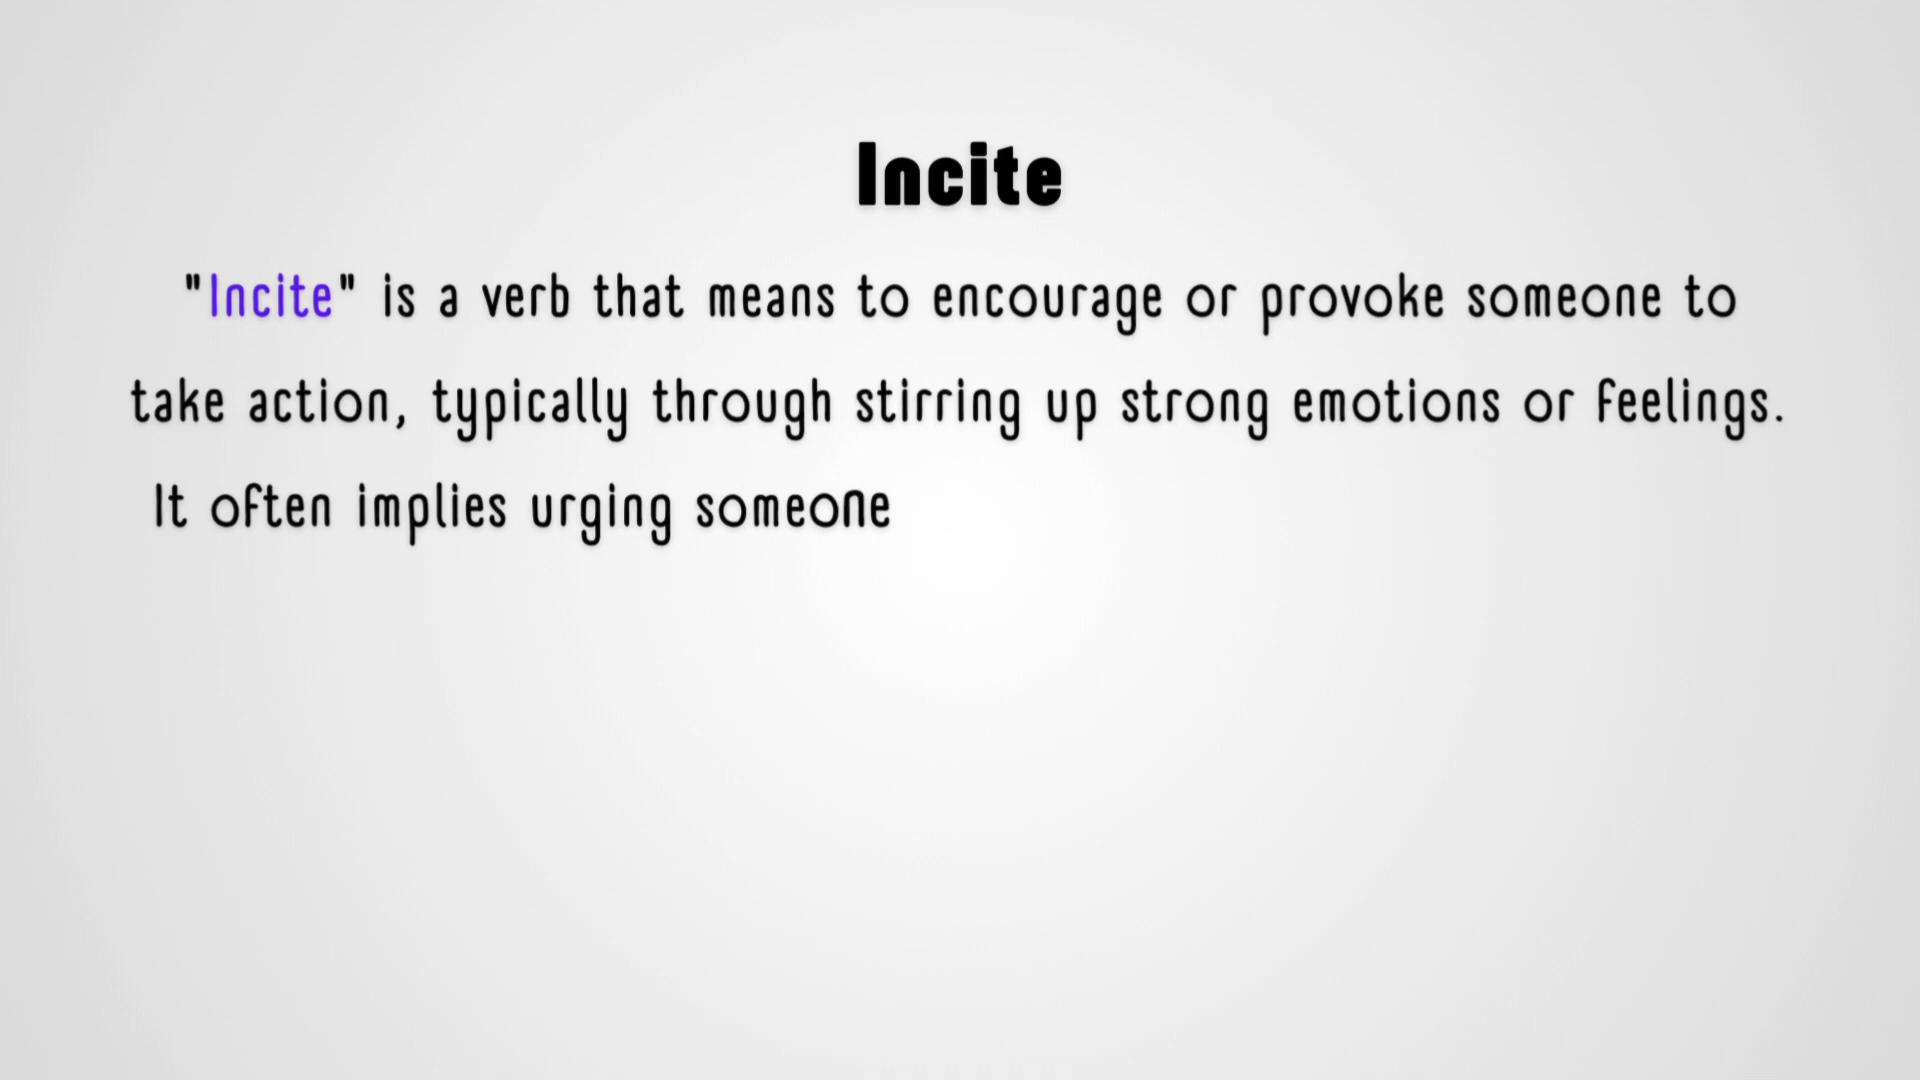 Incite
"Incite" is a verb that means to encourage or provoke someone to
take action, typically through stirring up strong emotions or feelings.
It often implies urging someone